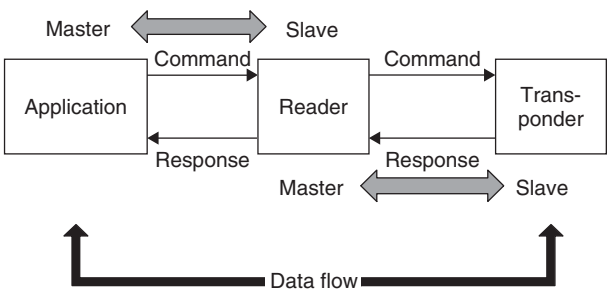 Master
Slave
Command
Command
Application
Reader
Trans-
ponder
Response
Response
Master
Slave
Data flow